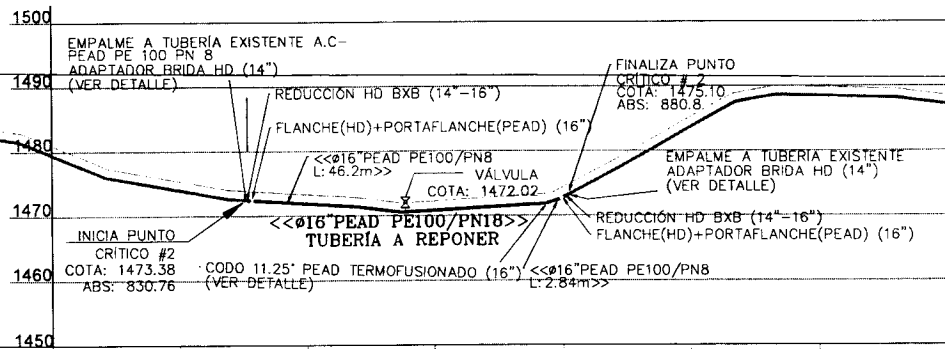 1500
1490
1480
1470
1460
1450
EMPALME A TUBERÍA EXISTENTE A.C-
PEAD PE 100 PN 8
ADAPTADOR BRIDA HD (14")
(VER DETALLE)
REDUCCIÓN HD BXB (14"-16")
FLANCHE(HD)+PORTAFLANCHE(PEAD) (16")
<<ø16"PEAD PE100/PN8
L: 46.2m>>
VÁLVULA
COTA: 1472.02
FINALIZA PUNTO
CRÍTICO # 2
COTA: 1475.10
ABS: 880.8.
EMPALME A TUBERÍA EXISTENTE
ADAPTADOR BRIDA HD (14")
(VER DETALLE)
REDUCCIÓN HD BXB (14"-16")
FLANCHE(HD)+PORTAFLANCHE(PEAD) (16")
<<ø16"PEAD PE100/PN18>>
TUBERÍA A REPONER
INICIA PUNTO
CRÍTICO #2
COTA: 1473.38
ABS: 830.76
CODO 11.25° PEAD TERMOFUSIONADO (16")
(VER DETALLE)
<<ø16"PEAD PE100/PN8
L:2.84m>>